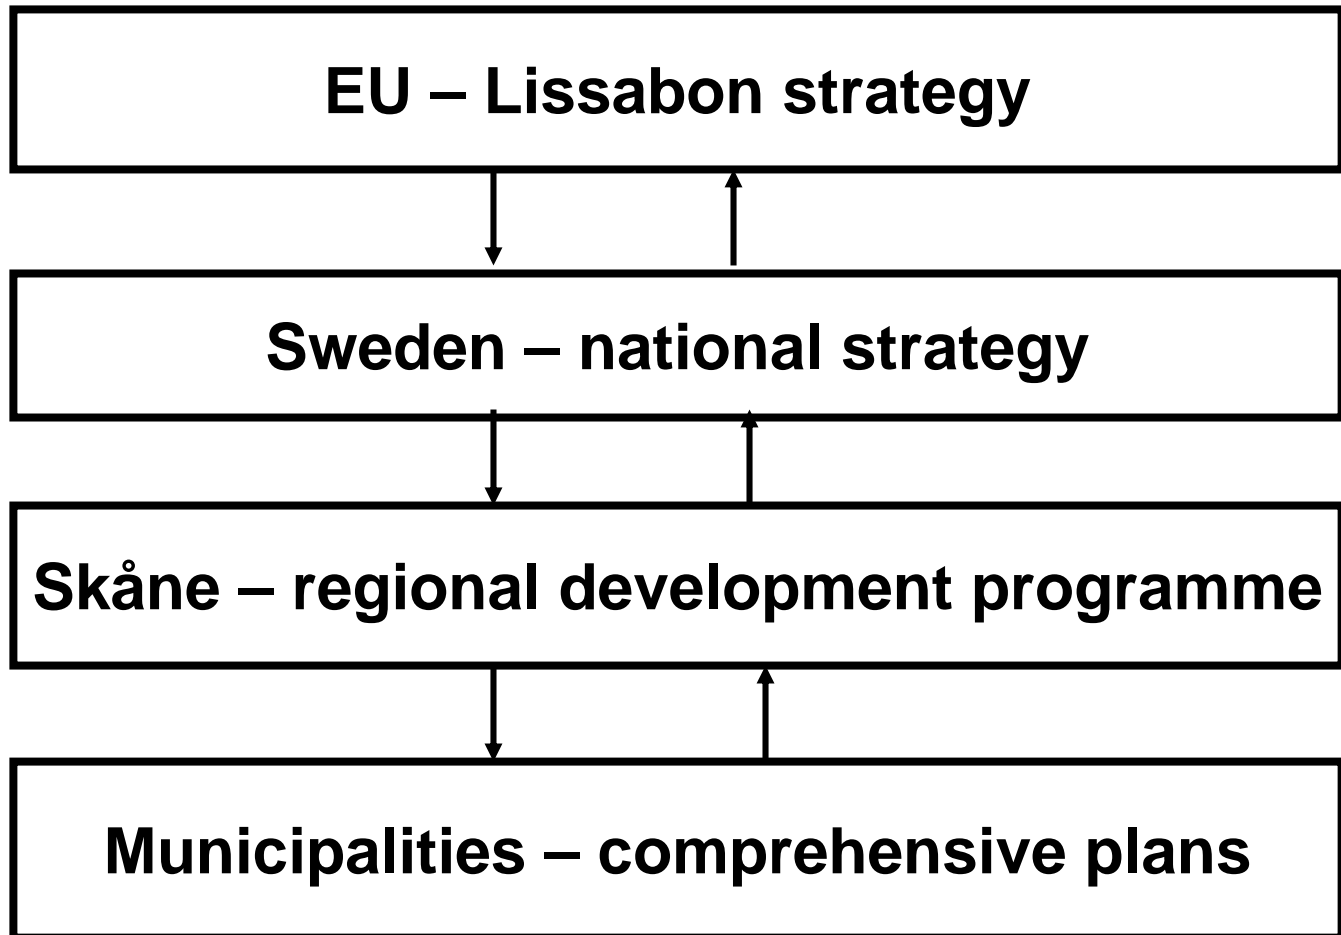 EU – Lissabon strategy
Sweden – national strategy
Skåne – regional development programme
Municipalities – comprehensive plans